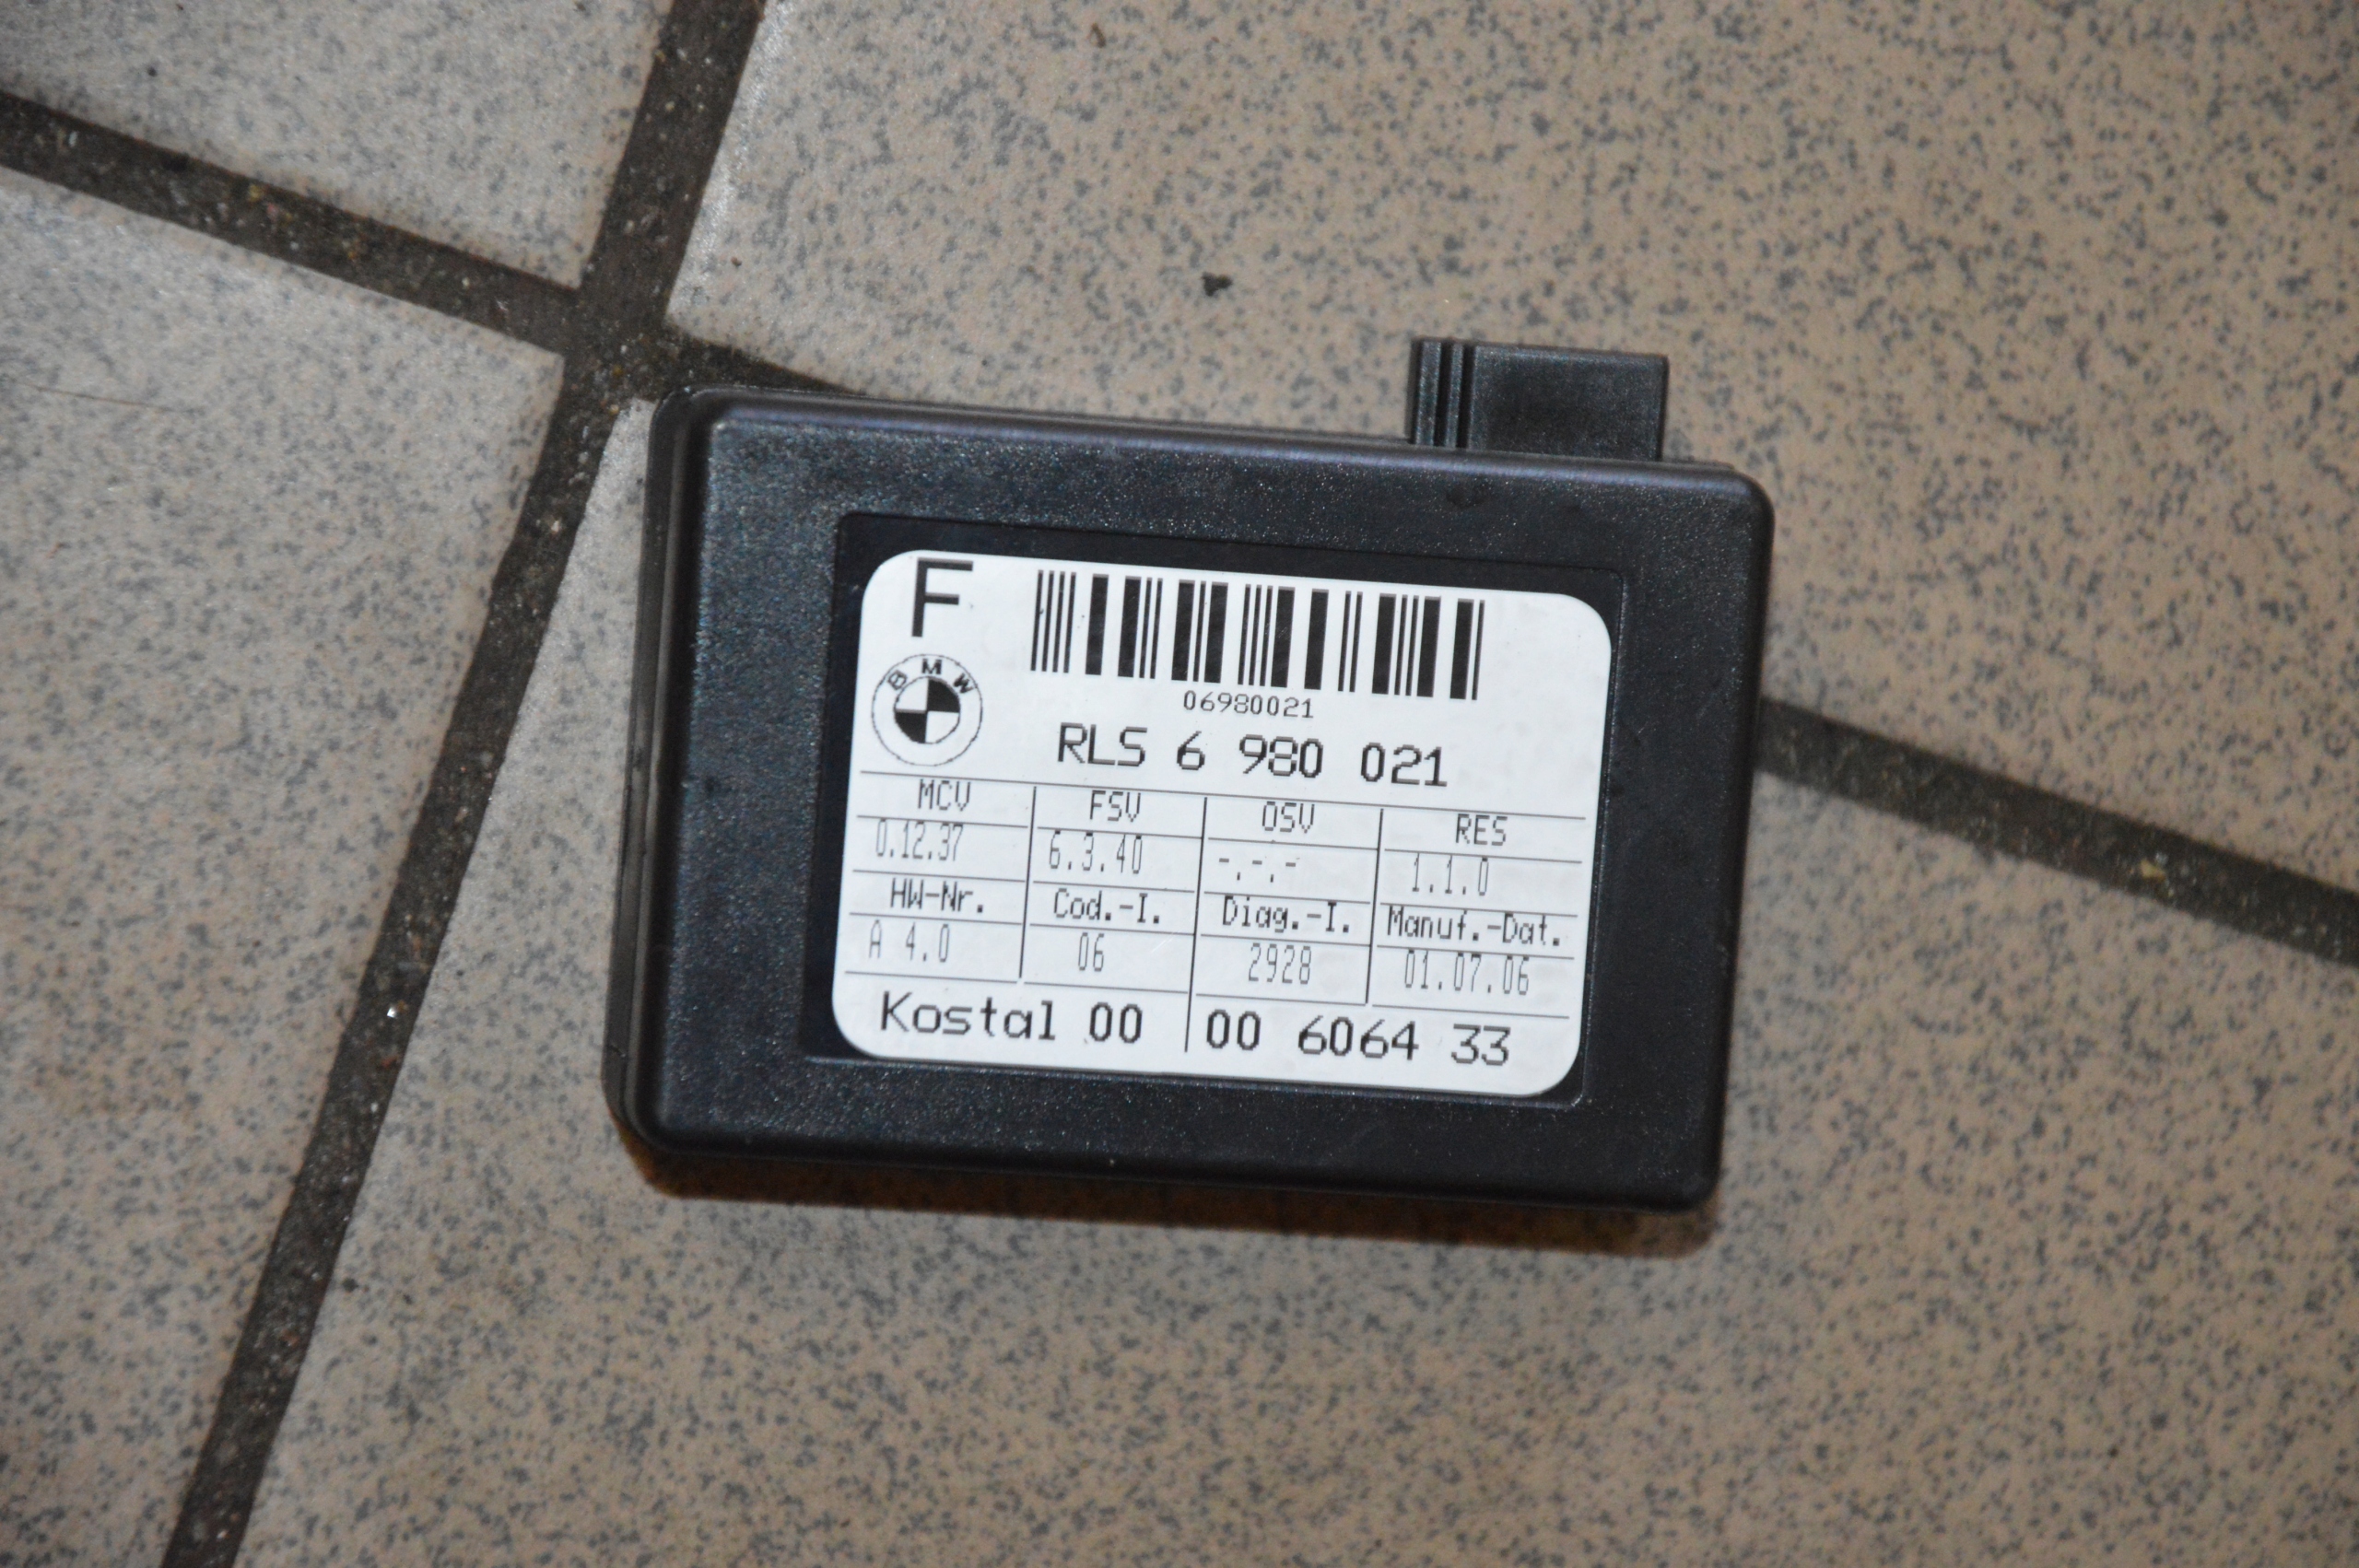 F
BMW
06980021
RLS 6 980 021
MCV FSV OSV RES
0.12.37 6.3.40 -.-.- 1.1.0
HW-Nr. Cod.-I. Diag.-I. Manuf.-Dat.
A 4.0 06 2928 01.07.06
Kostal 00 00 6064 33